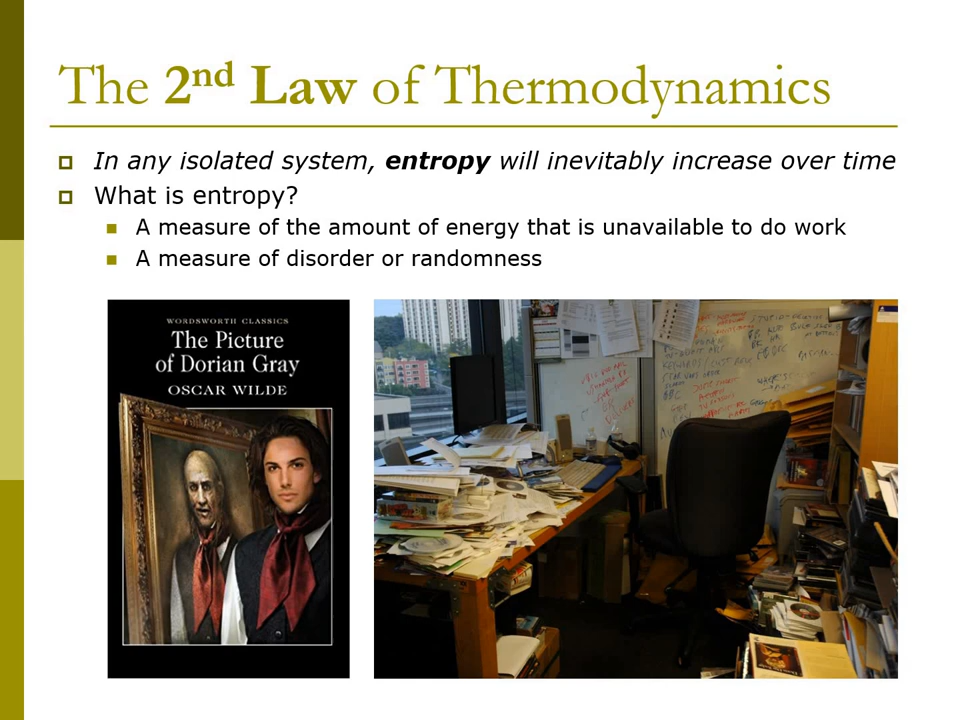 The 2nd Law of Thermodynamics
In any isolated system, entropy will inevitably increase over time
What is entropy?
A measure of the amount of energy that is unavailable to do work
A measure of disorder or randomness
WORDSWORTH CLASSICS
The Picture
of Dorian Gray
OSCAR WILDE